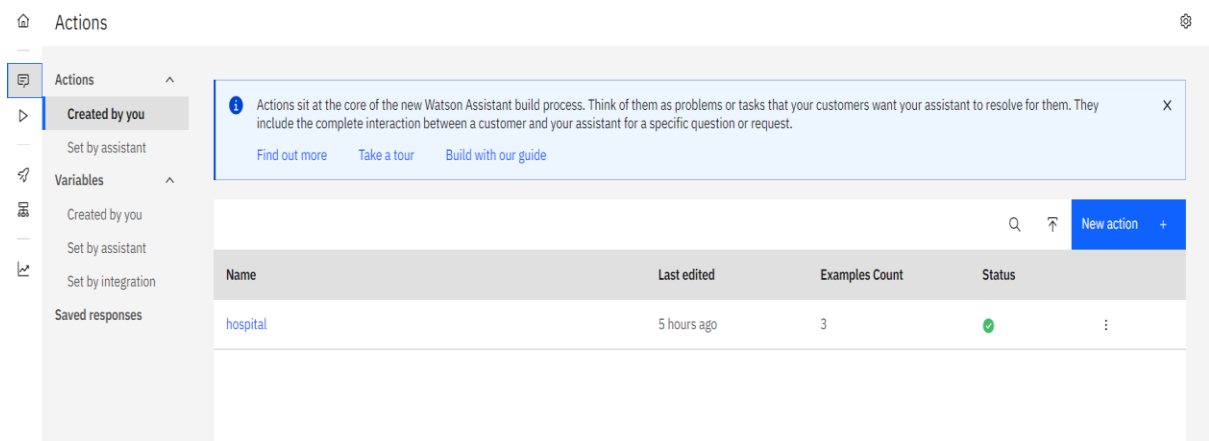 Actions
Actions
Created by you
Set by assistant
Variables
Created by you
Set by assistant
Set by integration
Saved responses
Actions sit at the core of the new Watson Assistant build process. Think of them as problems or tasks that your customers want your assistant to resolve for them. They
include the complete interaction between a customer and your assistant for a specific question or request.
Find out more Take a tour Build with our guide
New action +
Name Last edited Examples Count Status
hospital 5 hours ago 3